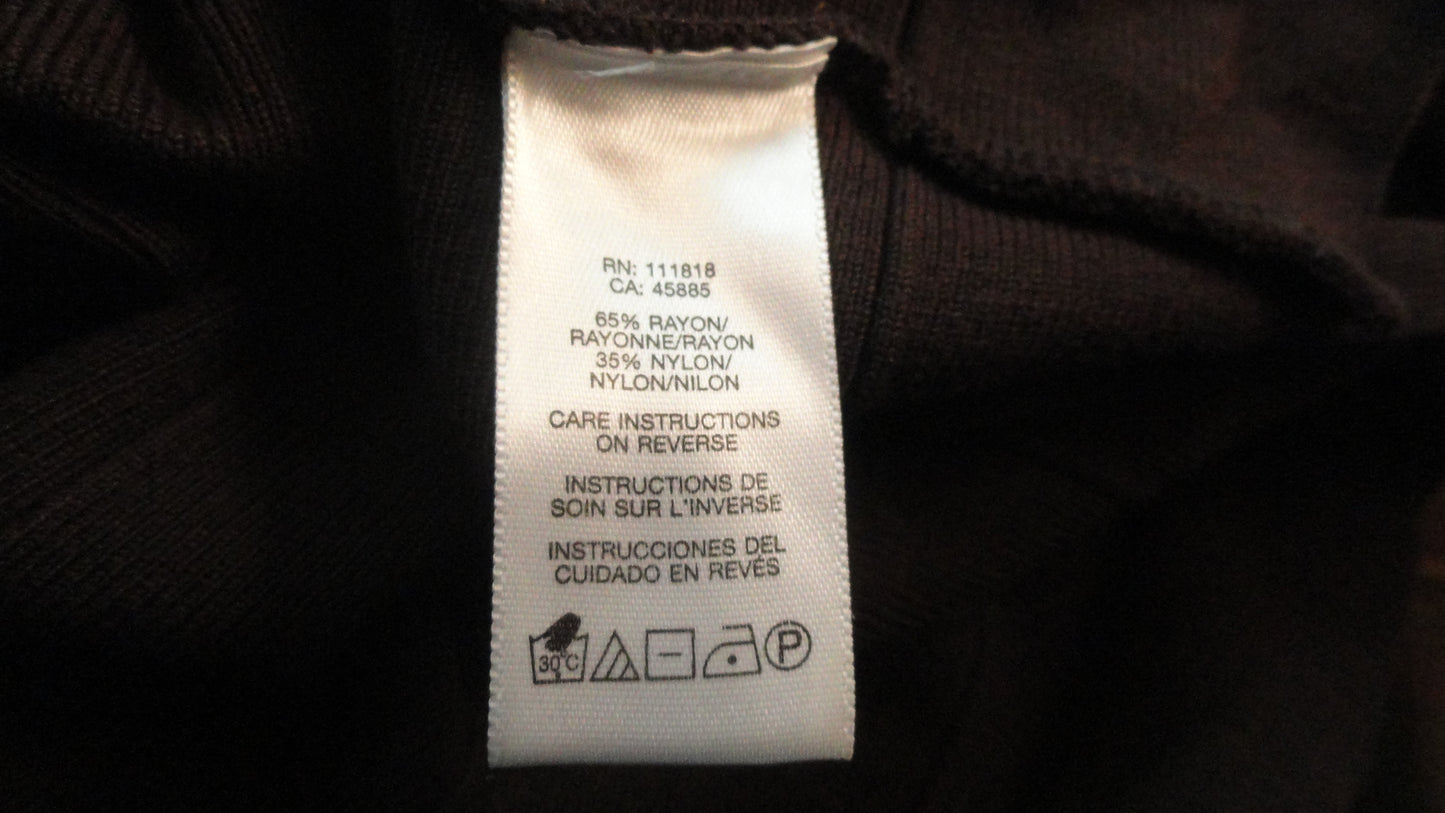 RN: 111818
CA: 45885
65% RAYON/
RAYONNE/RAYON
35% NYLON/
NYLON/NILON
CARE INSTRUCTIONS
ON REVERSE
INSTRUCTIONS DE
SOIN SUR L'INVERSE
INSTRUCCIONES DEL
CUIDADO EN REVÉS
30°C P